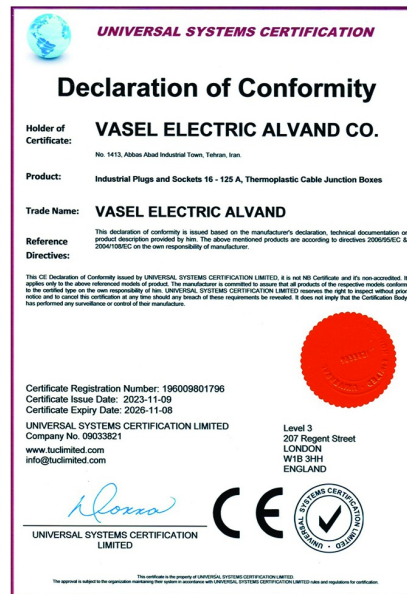 UNIVERSAL SYSTEMS CERTIFICATION
Declaration of Conformity
Holder of Certificate:
VASEL ELECTRIC ALVAND CO.
No. 1413, Abbas Abad Industrial Town, Tehran, Iran.
Product:
Industrial Plugs and Sockets 16 - 125 A, Thermoplastic Cable Junction Boxes
Trade Name:
VASEL ELECTRIC ALVAND
Reference
Directives:
This declaration of conformity is issued based on the manufacturer's declaration, technical documentation or
product description provided by him. The above mentioned products are according to directives 2006/95/EC &
2004/108/EC on the own responsibility of manufacturer.
This CE Declaration of Conformity issued by UNIVERSAL SYSTEMS CERTIFICATION LIMITED, it is not NB Certificate and it's non-accredited. It
applies only to the above referenced models of product. The manufacturer is committed to assure that all products of the respective models conform
to the certified type on the own responsibility of him. UNIVERSAL SYSTEMS CERTIFICATION LIMITED reserves the right to inspect without prior
notice and to cancel this certification at any time should any breach of these requirements be revealed. It does not imply that the Certification Body
has performed any surveillance or control of their manufacture.
Certificate Registration Number: 196009801796
Certificate Issue Date: 2023-11-09
Certificate Expiry Date: 2026-11-08
UNIVERSAL SYSTEMS CERTIFICATION LIMITED
Company No. 09033821
www.tuclimited.com
info@tuclimited.com
Level 3
207 Regent Street
LONDON
W1B 3HH
ENGLAND
UNIVERSAL SYSTEMS CERTIFICATION
LIMITED
CE
UNIVERSAL SYSTEMS CERTIFICATION LIMITED
This certificate is the property of UNIVERSAL SYSTEMS CERTIFICATION LIMITED.
The approval is subject to the organization maintaining their system in accordance with UNIVERSAL SYSTEMS CERTIFICATION LIMITED rules and regulations for certification.